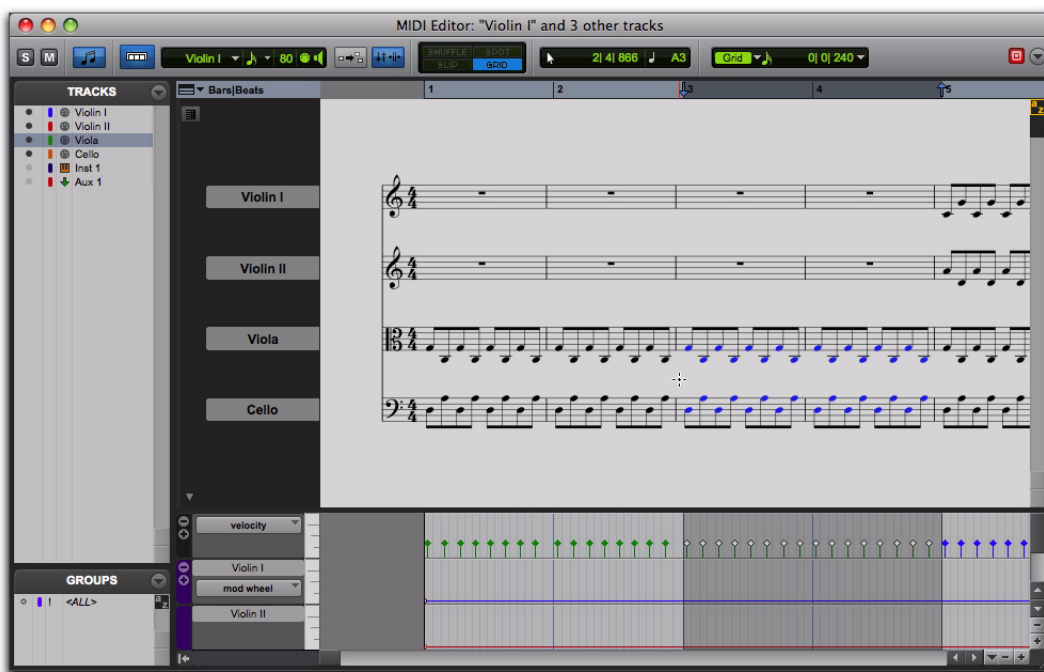 MIDI Editor: "Violin I" and 3 other tracks
S M Violin I 80 SHUFFLE SPOT 2| 4| 866 A3 Grid 0| 0| 240
SLIP GRID
TRACKS
Bars|Beats 1 2 3 4 5
Violin I
Violin II
Viola
Cello
Inst 1
Aux 1
Violin I
Violin II
Viola
Cello
velocity
Violin I
mod wheel
Violin II
GROUPS
! <ALL>
a z